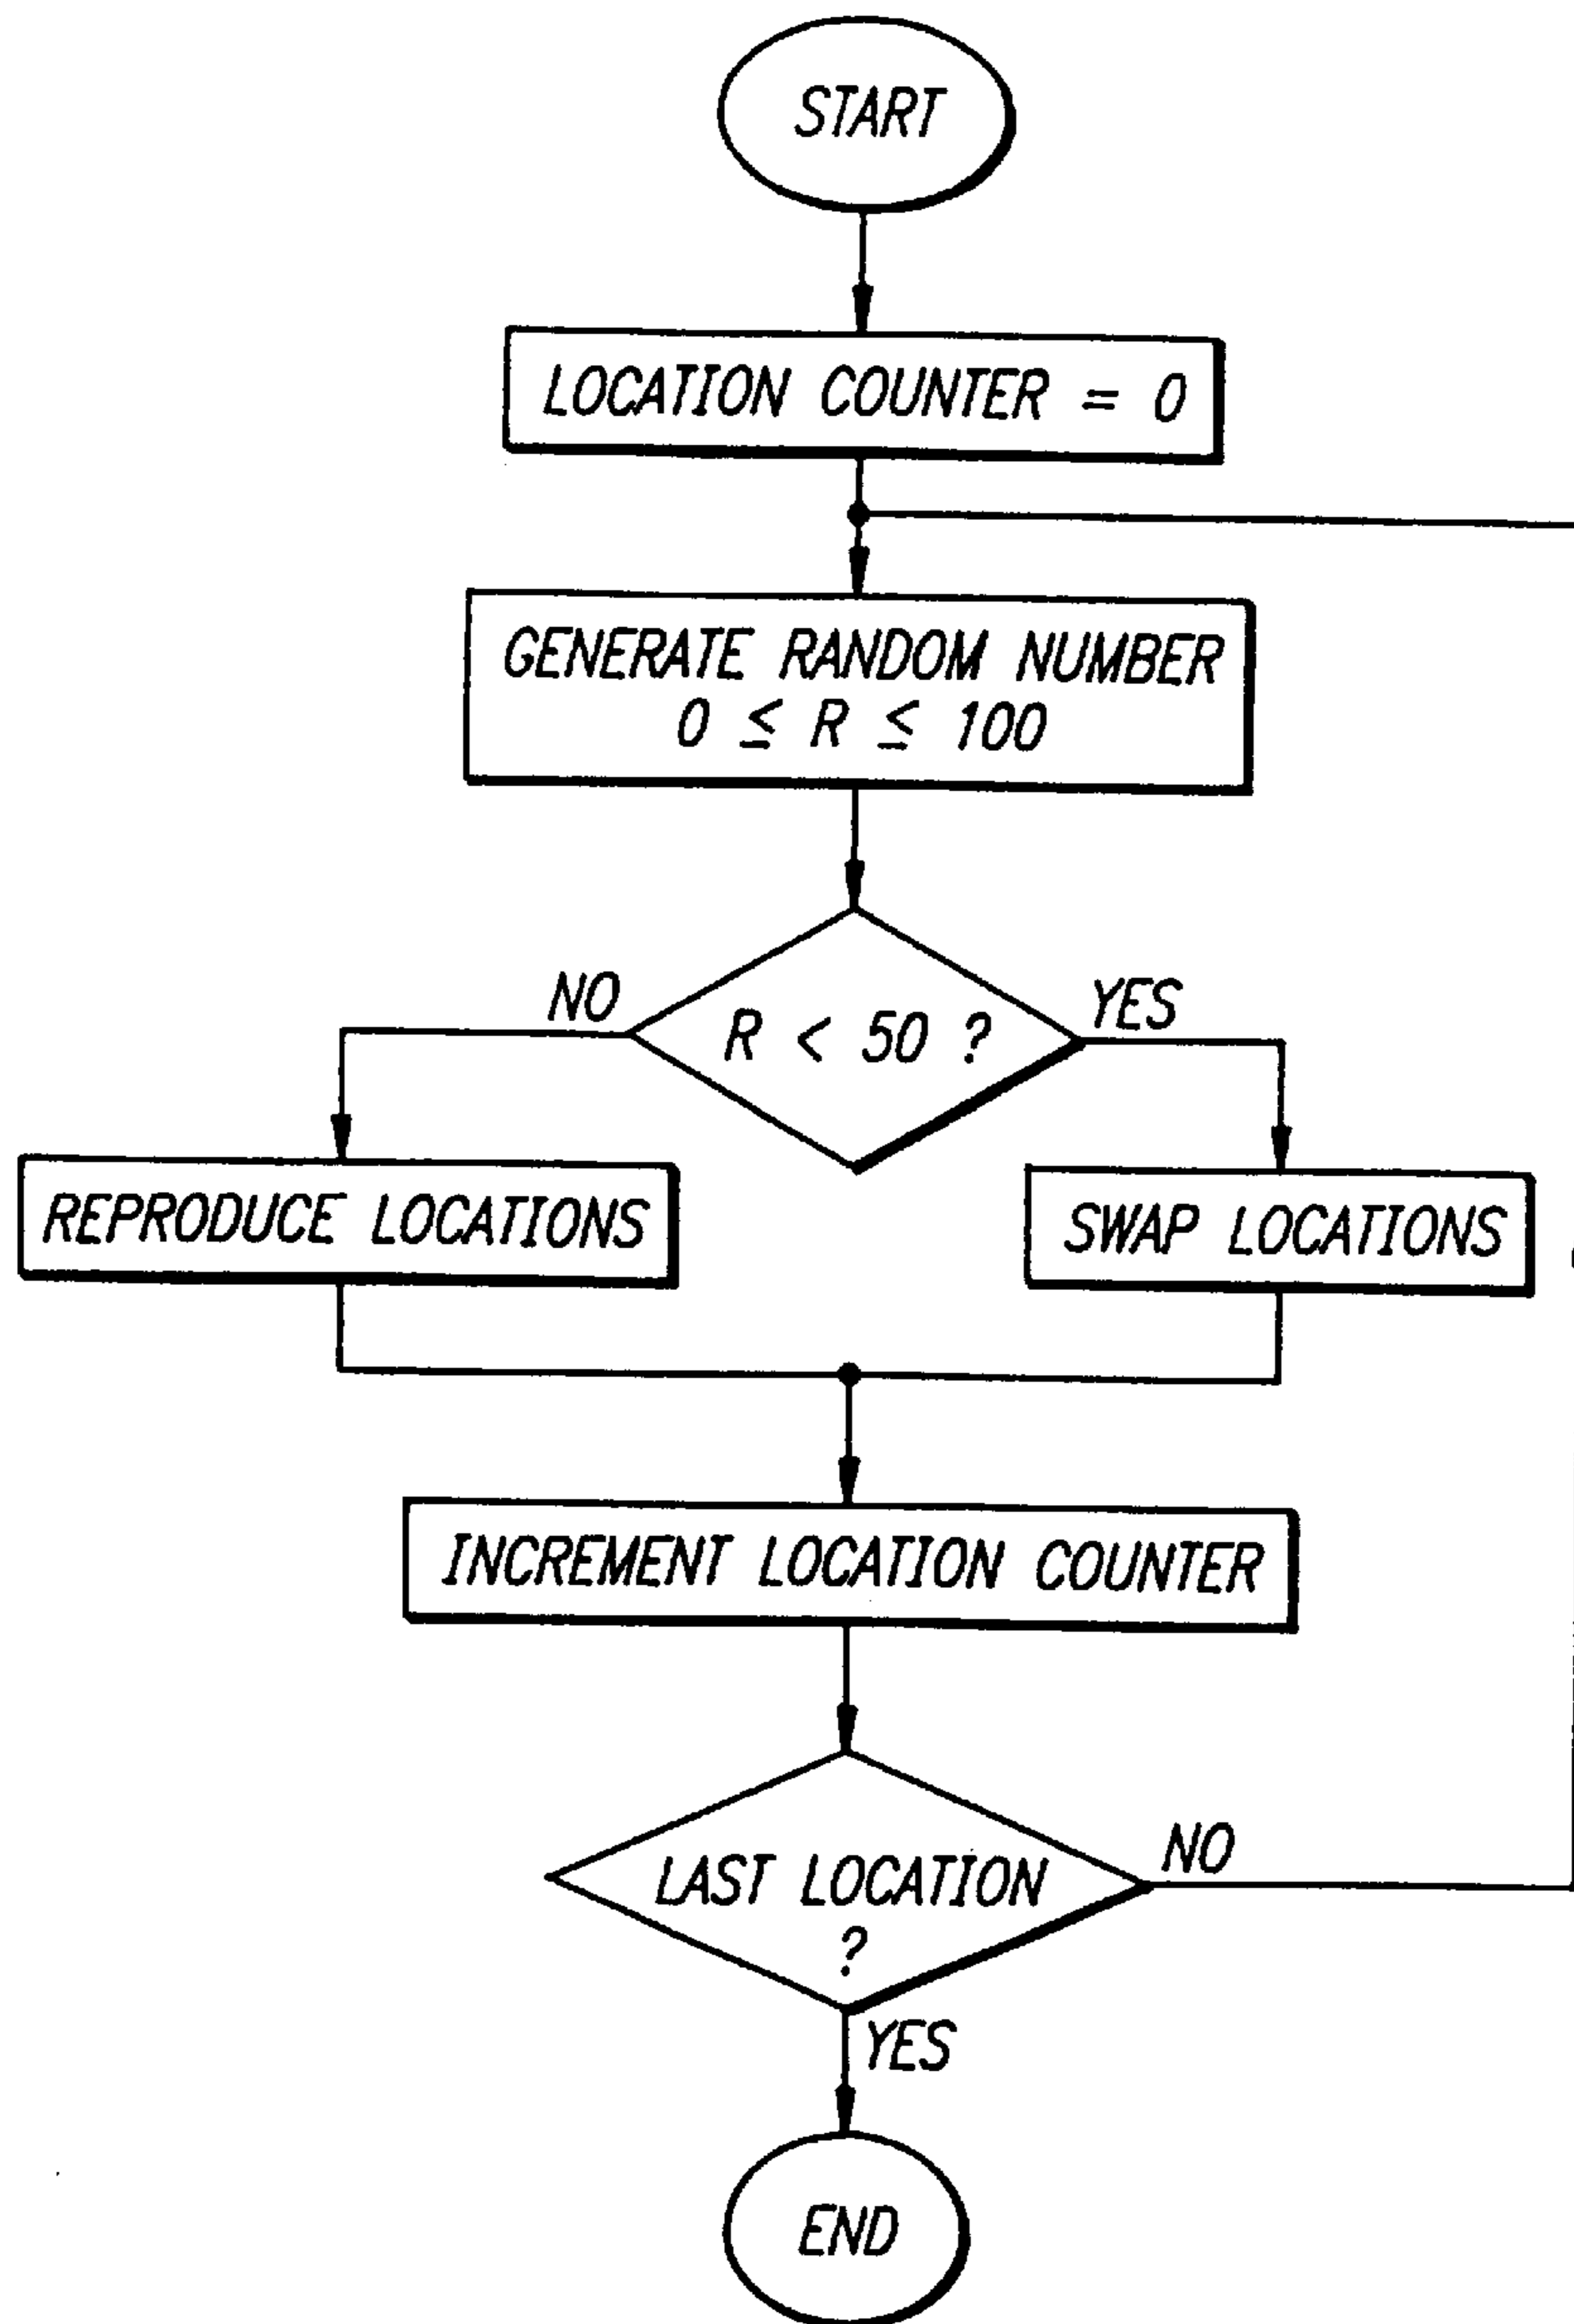 START
LOCATION COUNTER = 0
GENERATE RANDOM NUMBER
0 ≤ R ≤ 100
NO
YES
R < 50 ?
REPRODUCE LOCATIONS
SWAP LOCATIONS
INCREMENT LOCATION COUNTER
NO
LAST LOCATION
?
YES
END